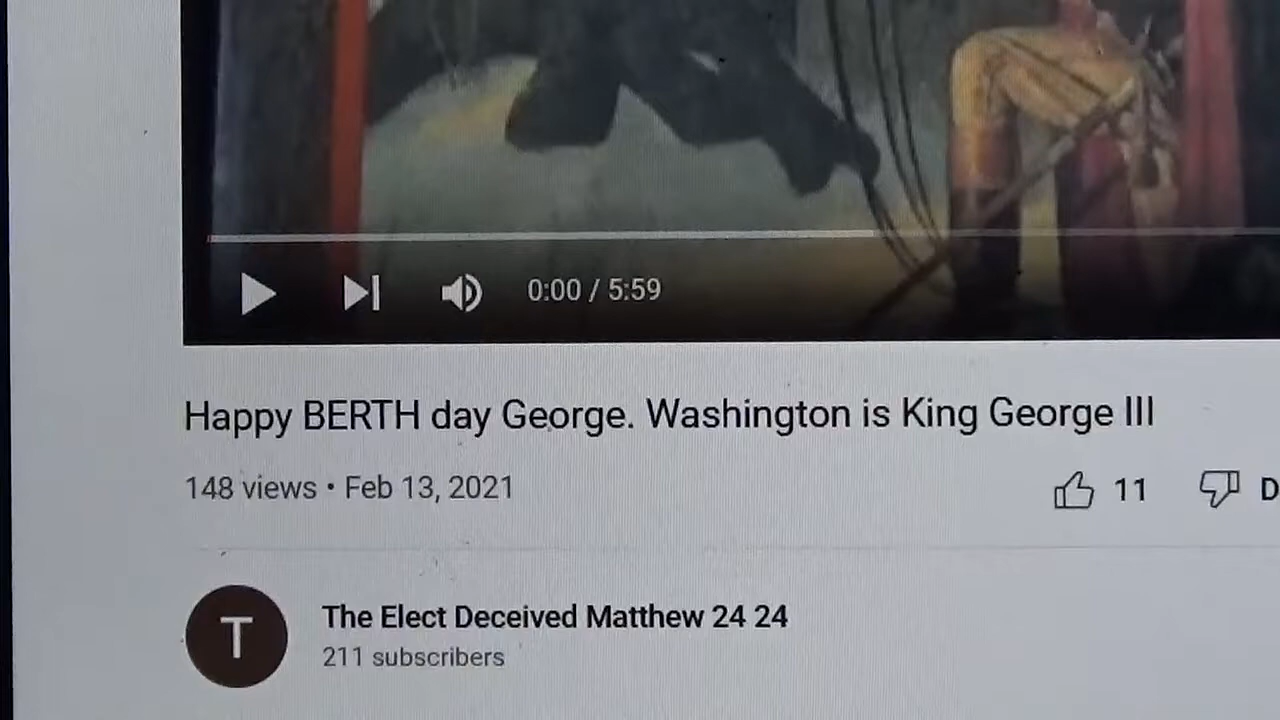 0:00 / 5:59
Happy BERTH day George. Washington is King George III
148 views • Feb 13, 2021
11 D
T
The Elect Deceived Matthew 24 24
211 subscribers